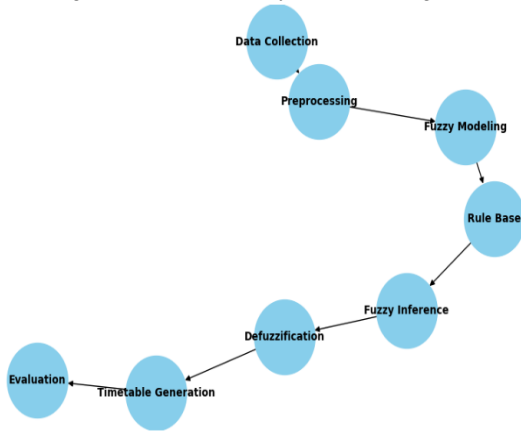 Data Collection
Preprocessing
Fuzzy Modeling
Rule Base
Fuzzy Inference
Defuzzification
Timetable Generation
Evaluation